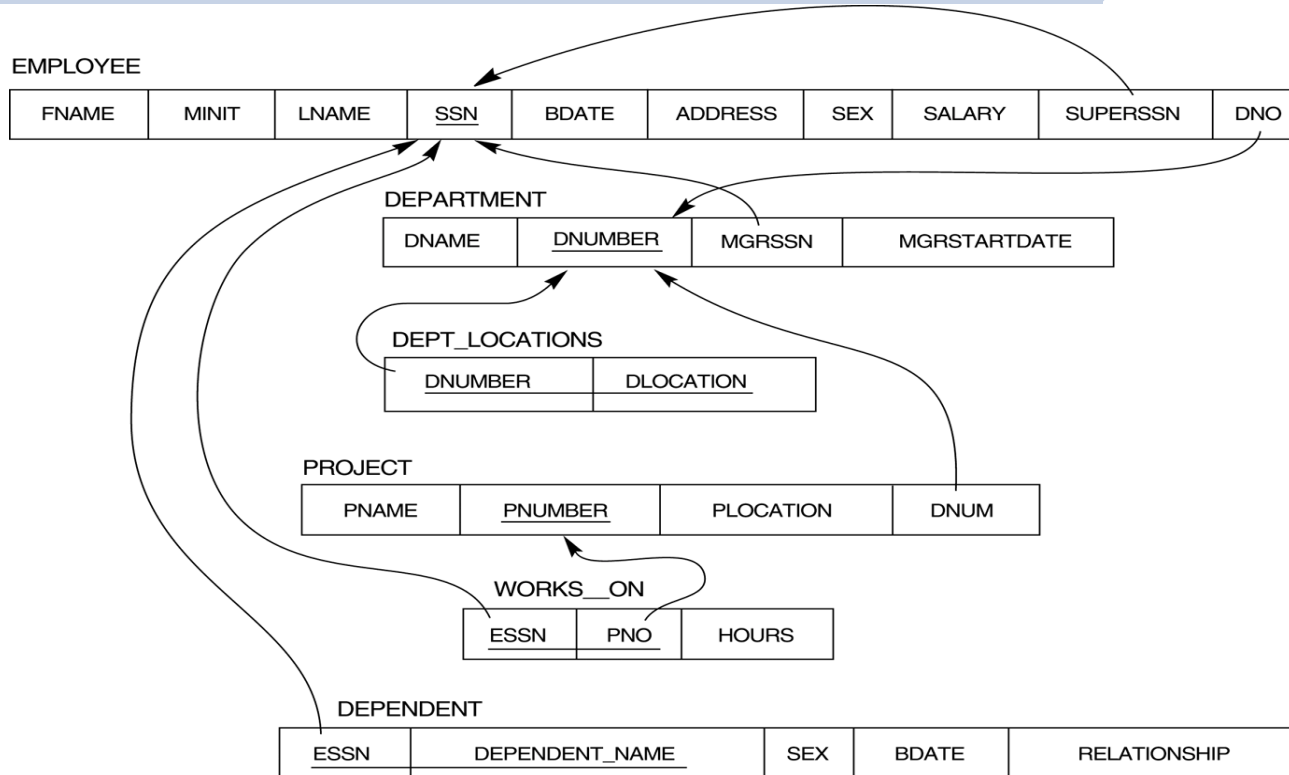 EMPLOYEE
FNAME MINIT LNAME SSN BDATE ADDRESS SEX SALARY SUPERSSN DNO
DEPARTMENT
DNAME DNUMBER MGRSSN MGRSTARTDATE
DEPT_LOCATIONS
DNUMBER DLOCATION
PROJECT
PNAME PNUMBER PLOCATION DNUM
WORKS__ON
ESSN PNO HOURS
DEPENDENT
ESSN DEPENDENT_NAME SEX BDATE RELATIONSHIP